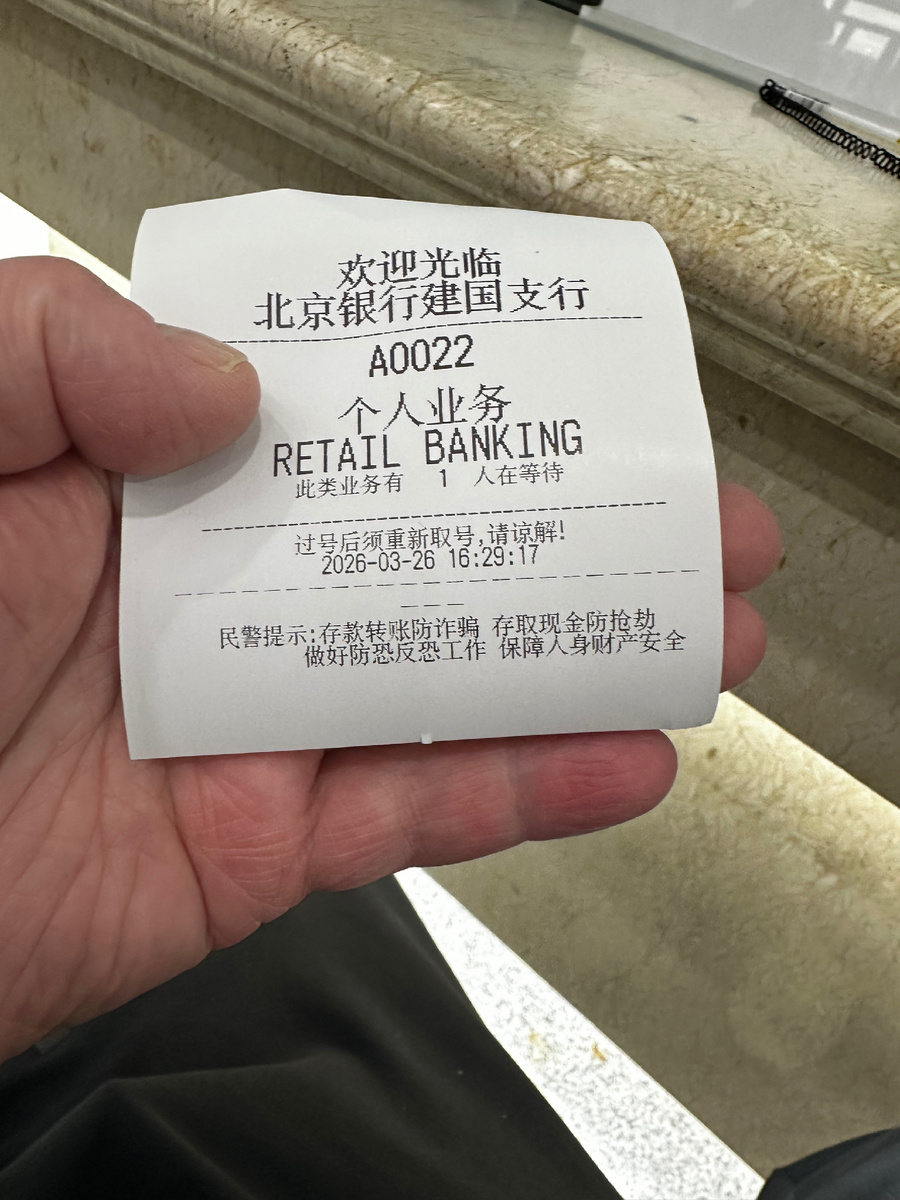 欢迎光临
北京银行建国支行
A0022
个人业务
RETAIL BANKING
此类业务有 1 人在等待
过号后须重新取号,请谅解!
2026-03-26 16:29:17
民警提示:存款转账防诈骗 存取现金防抢劫
做好防恐反恐工作 保障人身财产安全